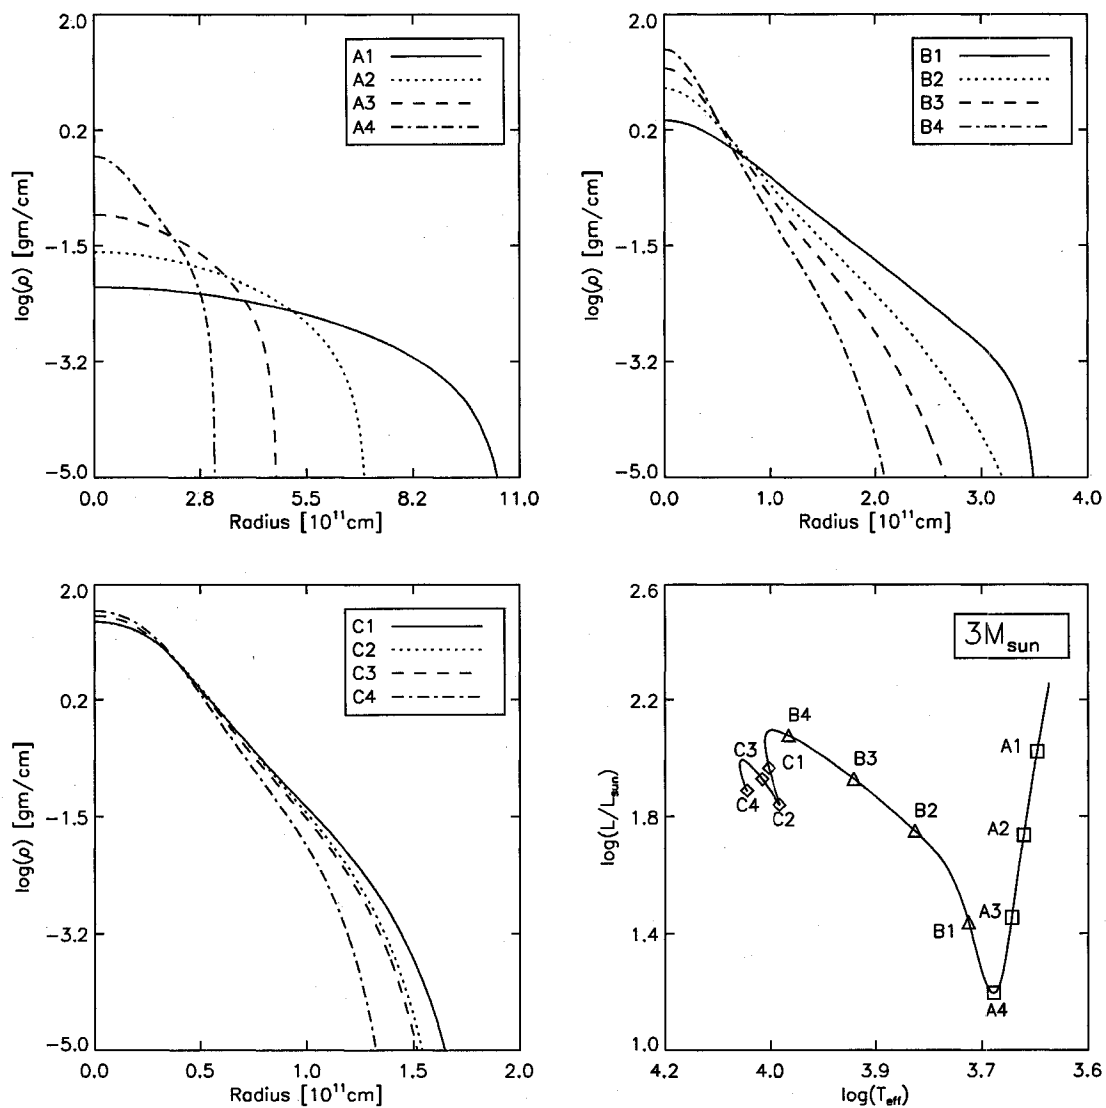 2.0
0.2
-1.5
-3.2
-5.0
log(ρ) [gm/cm]
A1
A2
A3
A4
0.0 2.8 5.5 8.2 11.0
Radius [10¹¹cm]
2.0
0.2
-1.5
-3.2
-5.0
log(ρ) [gm/cm]
B1
B2
B3
B4
0.0 1.0 2.0 3.0 4.0
Radius [10¹¹cm]
2.0
0.2
-1.5
-3.2
-5.0
log(ρ) [gm/cm]
C1
C2
C3
C4
0.0 0.5 1.0 1.5 2.0
Radius [10¹¹cm]
2.6
2.2
1.8
1.4
1.0
log(L/Lsun)
3Msun
B4
A1
C3
C1
B3
C4
C2
B2
A2
A3
B1
A4
4.2 4.0 3.9 3.7 3.6
log(Teff)